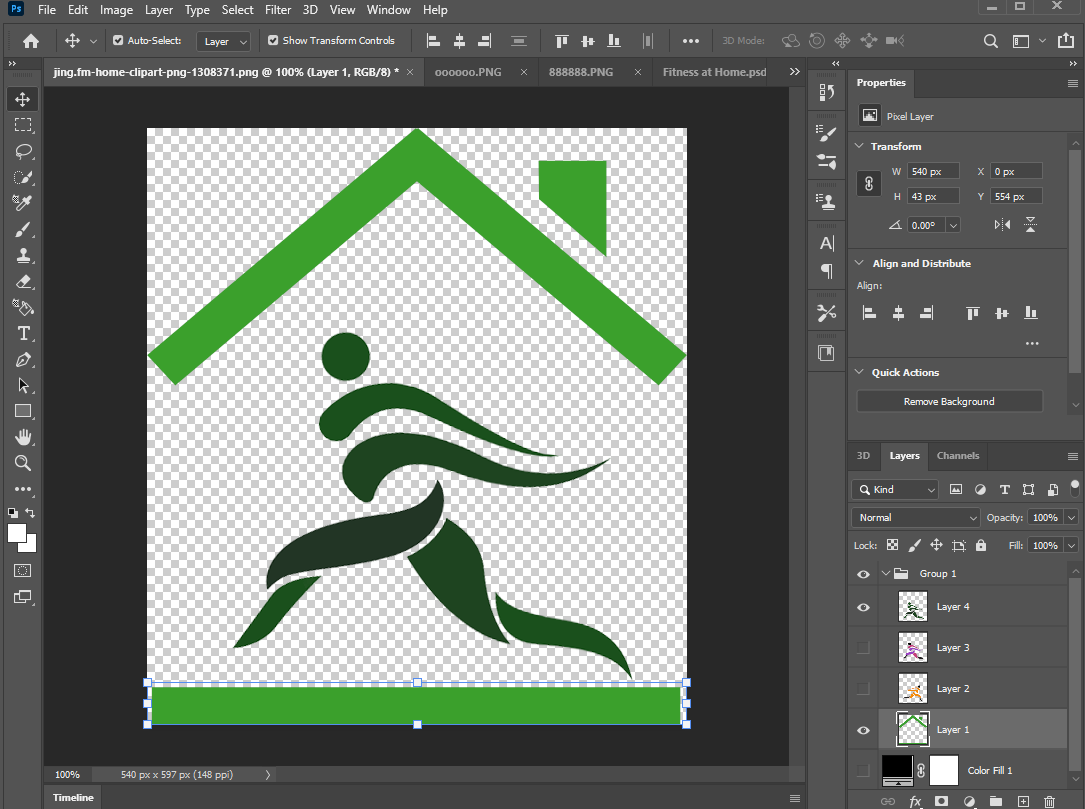 Ps File Edit Image Layer Type Select Filter 3D View Window Help
Auto-Select: Layer Show Transform Controls 3D Mode:
jing.fm-home-clipart-png-1308371.png @ 100% (Layer 1, RGB/8) * × oooooo.PNG × 888888.PNG × Fitness at Home.psd
Properties
Pixel Layer
Transform
W 540 px X 0 px
H 43 px Y 554 px
0.00°
Align and Distribute
Align:
Quick Actions
Remove Background
3D Layers Channels
Kind
Normal Opacity: 100%
Lock: Fill: 100%
Group 1
Layer 4
Layer 3
Layer 2
Layer 1
Color Fill 1
100% 540 px x 597 px (148 ppi)
Timeline